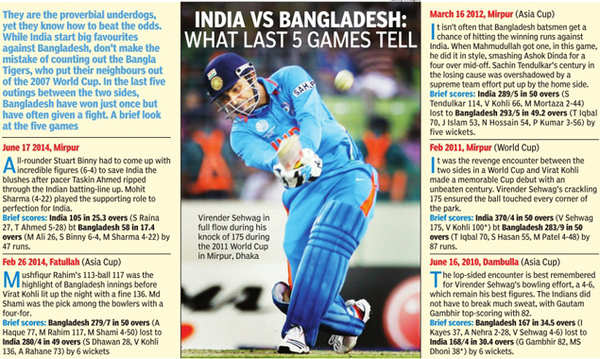 They are the proverbial underdogs,
yet they know how to beat the odds.
While India start big favourites
against Bangladesh, don't make the
mistake of counting out the Bangla
Tigers, who put their neighbours out
of the 2007 World Cup. In the last five
outings between the two sides,
Bangladesh have won just once but
have often given a fight. A brief look
at the five games
June 17 2014, Mirpur
All-rounder Stuart Binny had to come up with
incredible figures (6-4) to save India the
blushes after pacer Taskin Ahmed ripped
through the Indian batting-line up. Mohit
Sharma (4-22) played the supporting role to
perfection for India.
Brief scores: India 105 in 25.3 overs (S Raina
27, T Ahmed 5-28) bt Bangladesh 58 in 17.4
overs (M Ali 26, S Binny 6-4, M Sharma 4-22) by
47 runs.
Feb 26 2014, Fatullah (Asia Cup)
Mushfiqur Rahim's 113-ball 117 was the
highlight of Bangladesh innings before
Virat Kohli lit up the night with a fine 136. Md
Shami was the pick among the bowlers with a
four-for.
Brief scores: Bangladesh 279/7 in 50 overs (A
Haque 77, M Rahim 117, M Shami 4-50) lost to
India 280/4 in 49 overs (S Dhawan 28, V Kohli
136, A Rahane 73) by 6 wickets
INDIA VS BANGLADESH:
WHAT LAST 5 GAMES TELL
SAHARA
Virender Sehwag in
full flow during his
knock of 175 during
the 2011 World Cup
in Mirpur, Dhaka
March 16 2012, Mirpur (Asia Cup)
It isn't often that Bangladesh batsmen get a
chance of hitting the winning runs against
India. When Mahmudullah got one, in this game,
he did it in style, smashing Ashok Dinda for a
four over mid-off. Sachin Tendulkar's century in
the losing cause was overshadowed by a
supreme team effort put up by the home side.
Brief scores: India 289/5 in 50 overs (S
Tendulkar 114, V Kohli 66, M Mortaza 2-44)
lost to Bangladesh 293/5 in 49.2 overs (T Iqbal
70, J Islam 53, N Hossain 54, P Kumar 3-56) by
five wickets.
Feb 2011, Mirpur (World Cup)
It was the revenge encounter between the
two sides in a World Cup and Virat Kohli
made a memorable Cup debut with an
unbeaten century. Virender Sehwag's crackling
175 ensured the ball touched every corner of
the park.
Brief scores: India 370/4 in 50 overs (V Sehwag
175, V Kohli 100*) bt Bangladesh 283/9 in 50
overs (T Iqbal 70, S Hasan 55, M Patel 4-48) by
87 runs.
June 16, 2010, Dambulla (Asia Cup)
The lop-sided encounter is best remembered
for Virender Sehwag's bowling effort, a 4-6,
which remain his best figures. The Indians did
not have to break much sweat, with Gautam
Gambhir top-scoring with 82.
Brief scores: Bangladesh 167 in 34.5 overs (I
Kayes 37, A Nehra 2-28, V Sehwag 4-6) lost to
India 168/4 in 30.4 overs (G Gambhir 82, MS
Dhoni 38*) by 6 wickets.